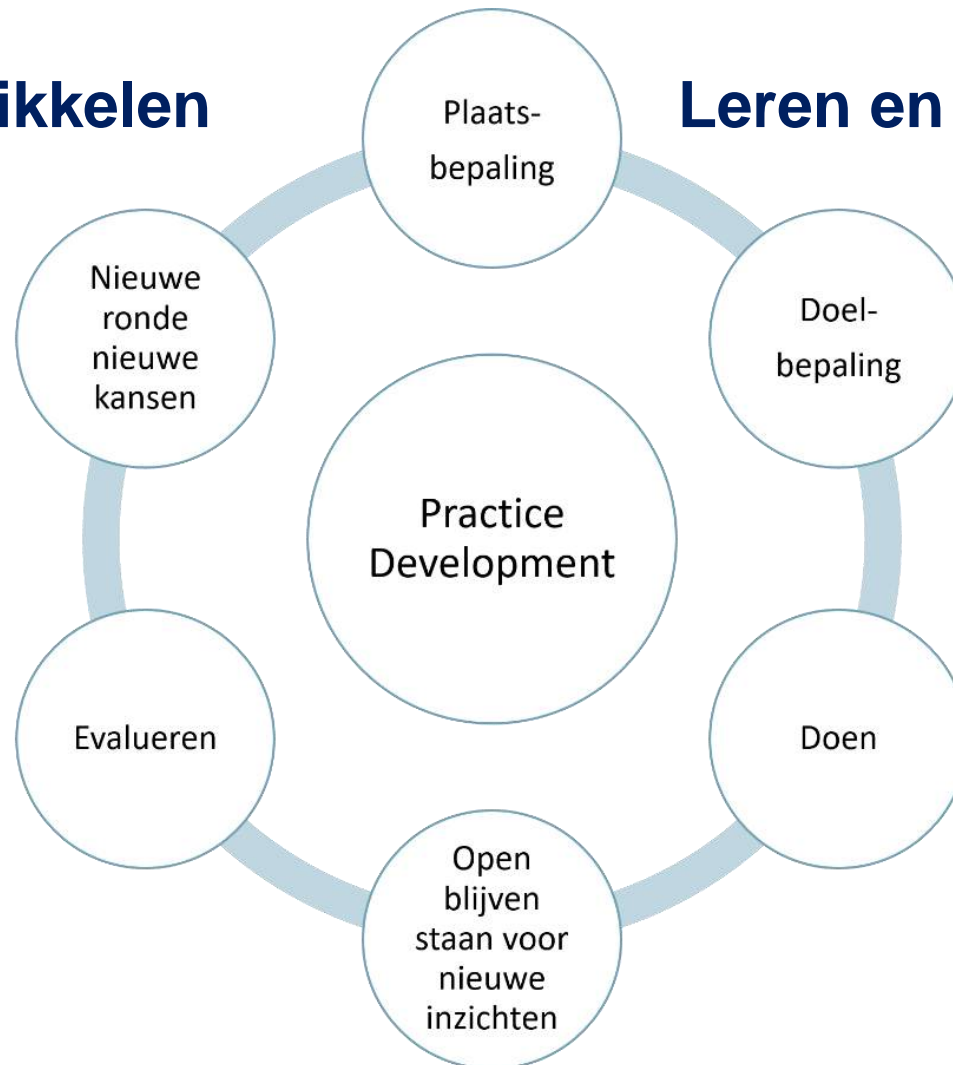 ikkelen
Leren en
Plaats-
bepaling
Doel-
bepaling
Doen
Open
blijven
staan voor
nieuwe
inzichten
Evalueren
Nieuwe
ronde
nieuwe
kansen
Practice
Development